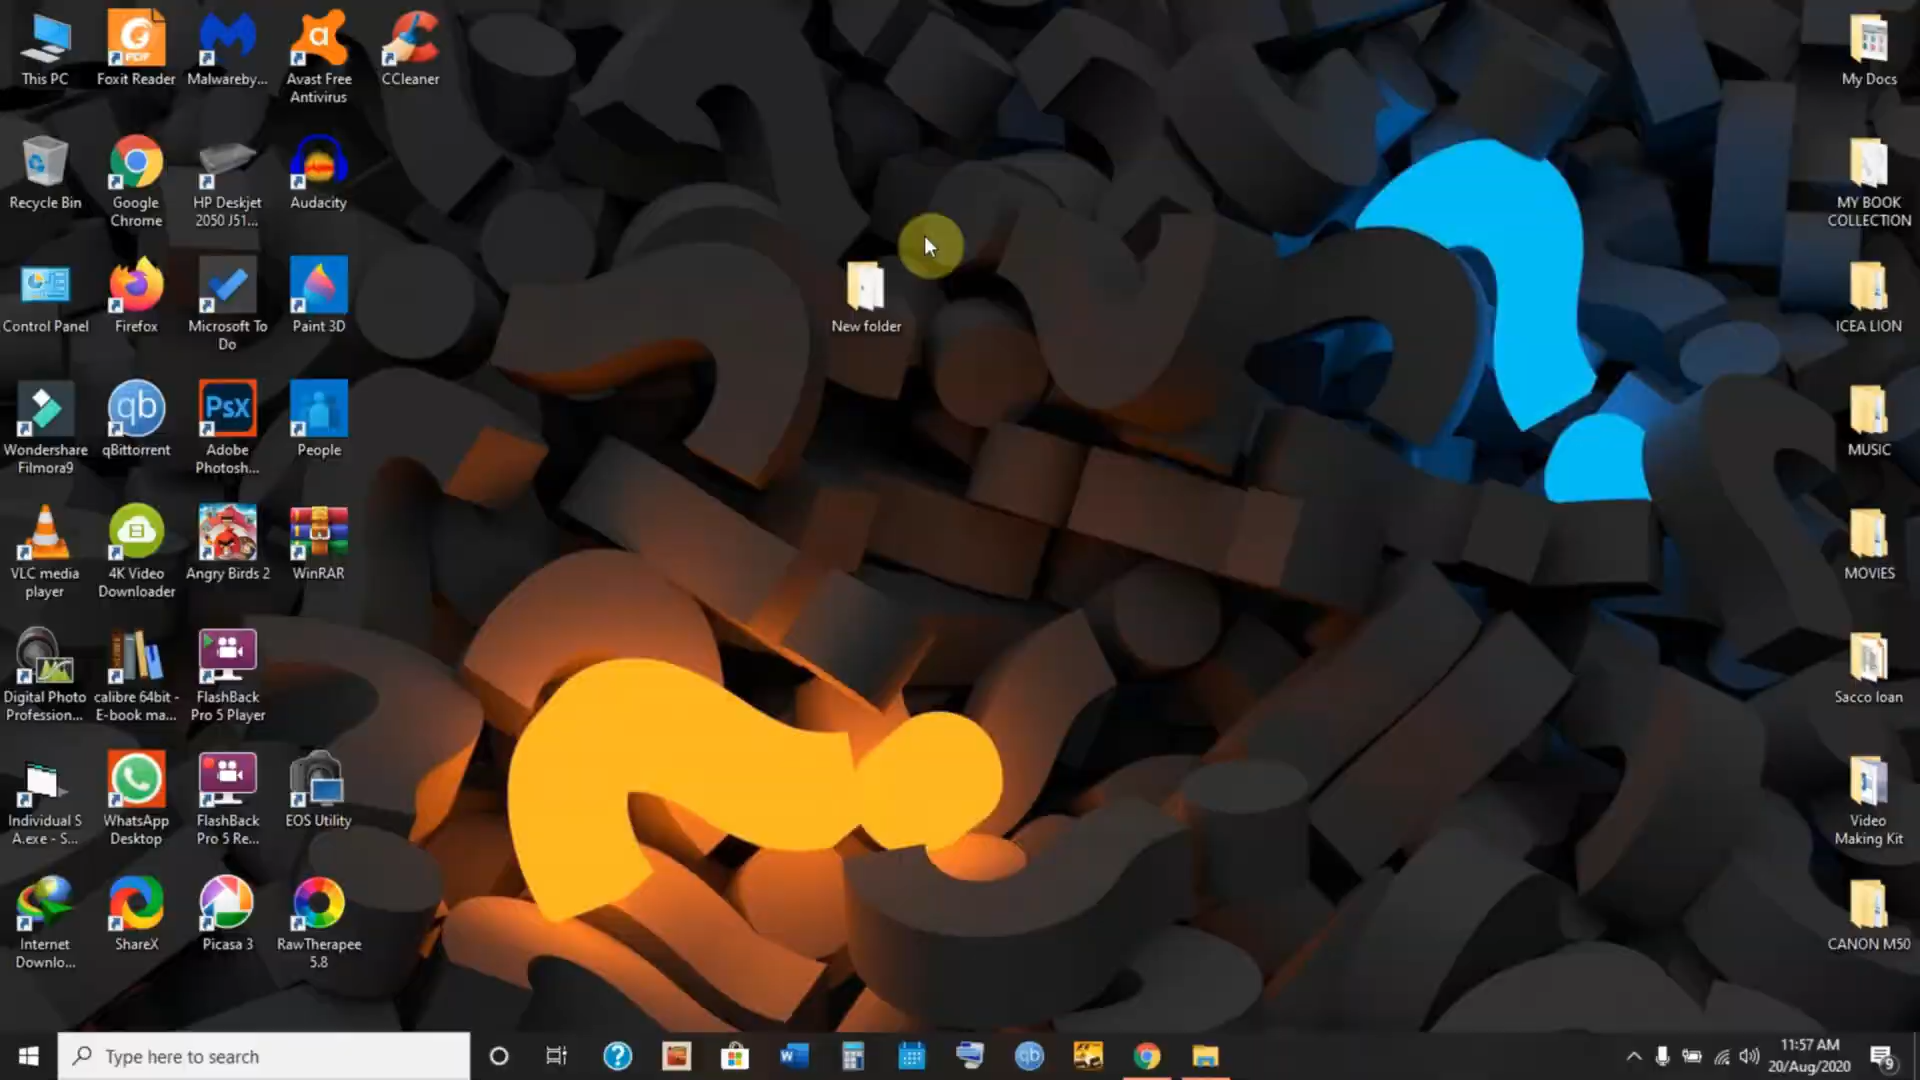 This PC
Foxit Reader
Malwareby...
Avast Free
Antivirus
CCleaner
My Docs
Recycle Bin
Google
Chrome
HP Deskjet
2050 J51...
Audacity
MY BOOK
COLLECTION
Control Panel
Firefox
Microsoft To
Do
Paint 3D
New folder
ICEA LION
Wondershare
Filmora9
qBittorrent
Adobe
Photosh...
People
MUSIC
VLC media
player
4K Video
Downloader
Angry Birds 2
WinRAR
MOVIES
Digital Photo
Profession...
calibre 64bit -
E-book ma...
FlashBack
Pro 5 Player
Sacco loan
Individual S
A.exe - S...
WhatsApp
Desktop
FlashBack
Pro 5 Re...
EOS Utility
Video
Making Kit
Internet
Downlo...
ShareX
Picasa 3
RawTherapee
5.8
CANON M50
Type here to search
11:57 AM
20/Aug/2020
9
PDF
a
qb
PsX
W
qb
?